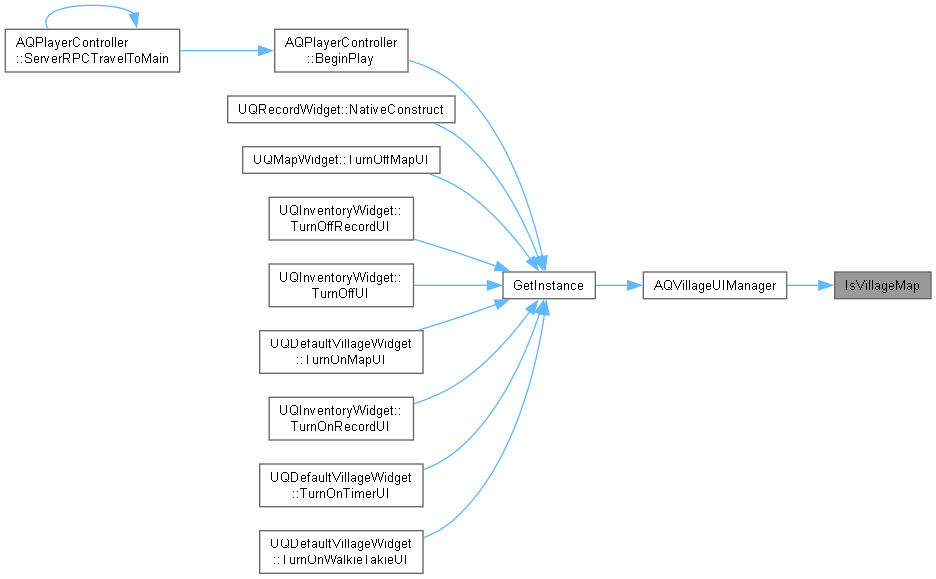 AQPlayerController
::ServerRPCTravelToMain
AQPlayerController
::BeginPlay
UQRecordWidget::NativeConstruct
UQMapWidget::TurnOffMapUI
UQInventoryWidget::
TurnOffRecordUI
UQInventoryWidget::
TurnOffUI
UQDefaultVillageWidget
::TurnOnMapUI
UQInventoryWidget::
TurnOnRecordUI
UQDefaultVillageWidget
::TurnOnTimerUI
UQDefaultVillageWidget
::TurnOnWalkieTalkieUI
GetInstance
AQVillageUIManager
IsVillageMap